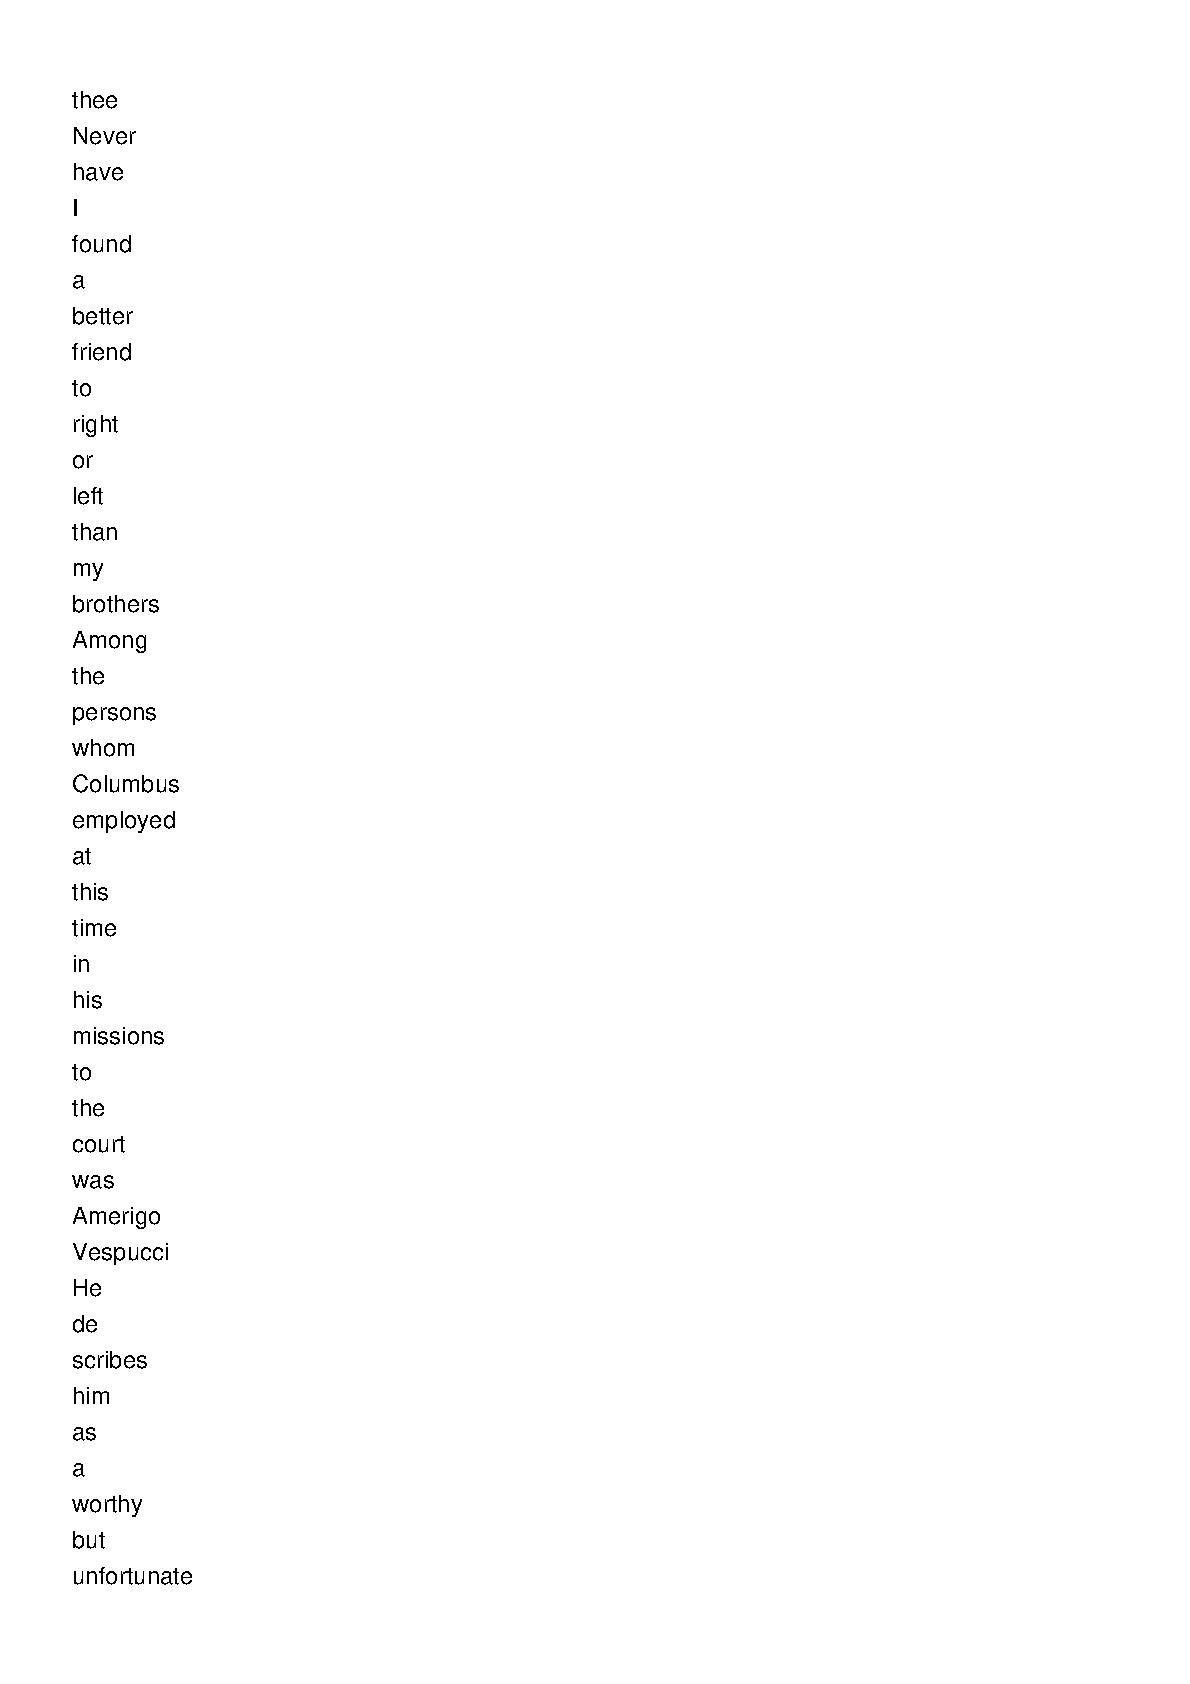 thee
Never
have
I
found
a
better
friend
to
right
or
left
than
my
brothers
Among
the
persons
whom
Columbus
employed
at
this
time
in
his
missions
to
the
court
was
Amerigo
Vespucci
He
de
scribes
him
as
a
worthy
but
unfortunate